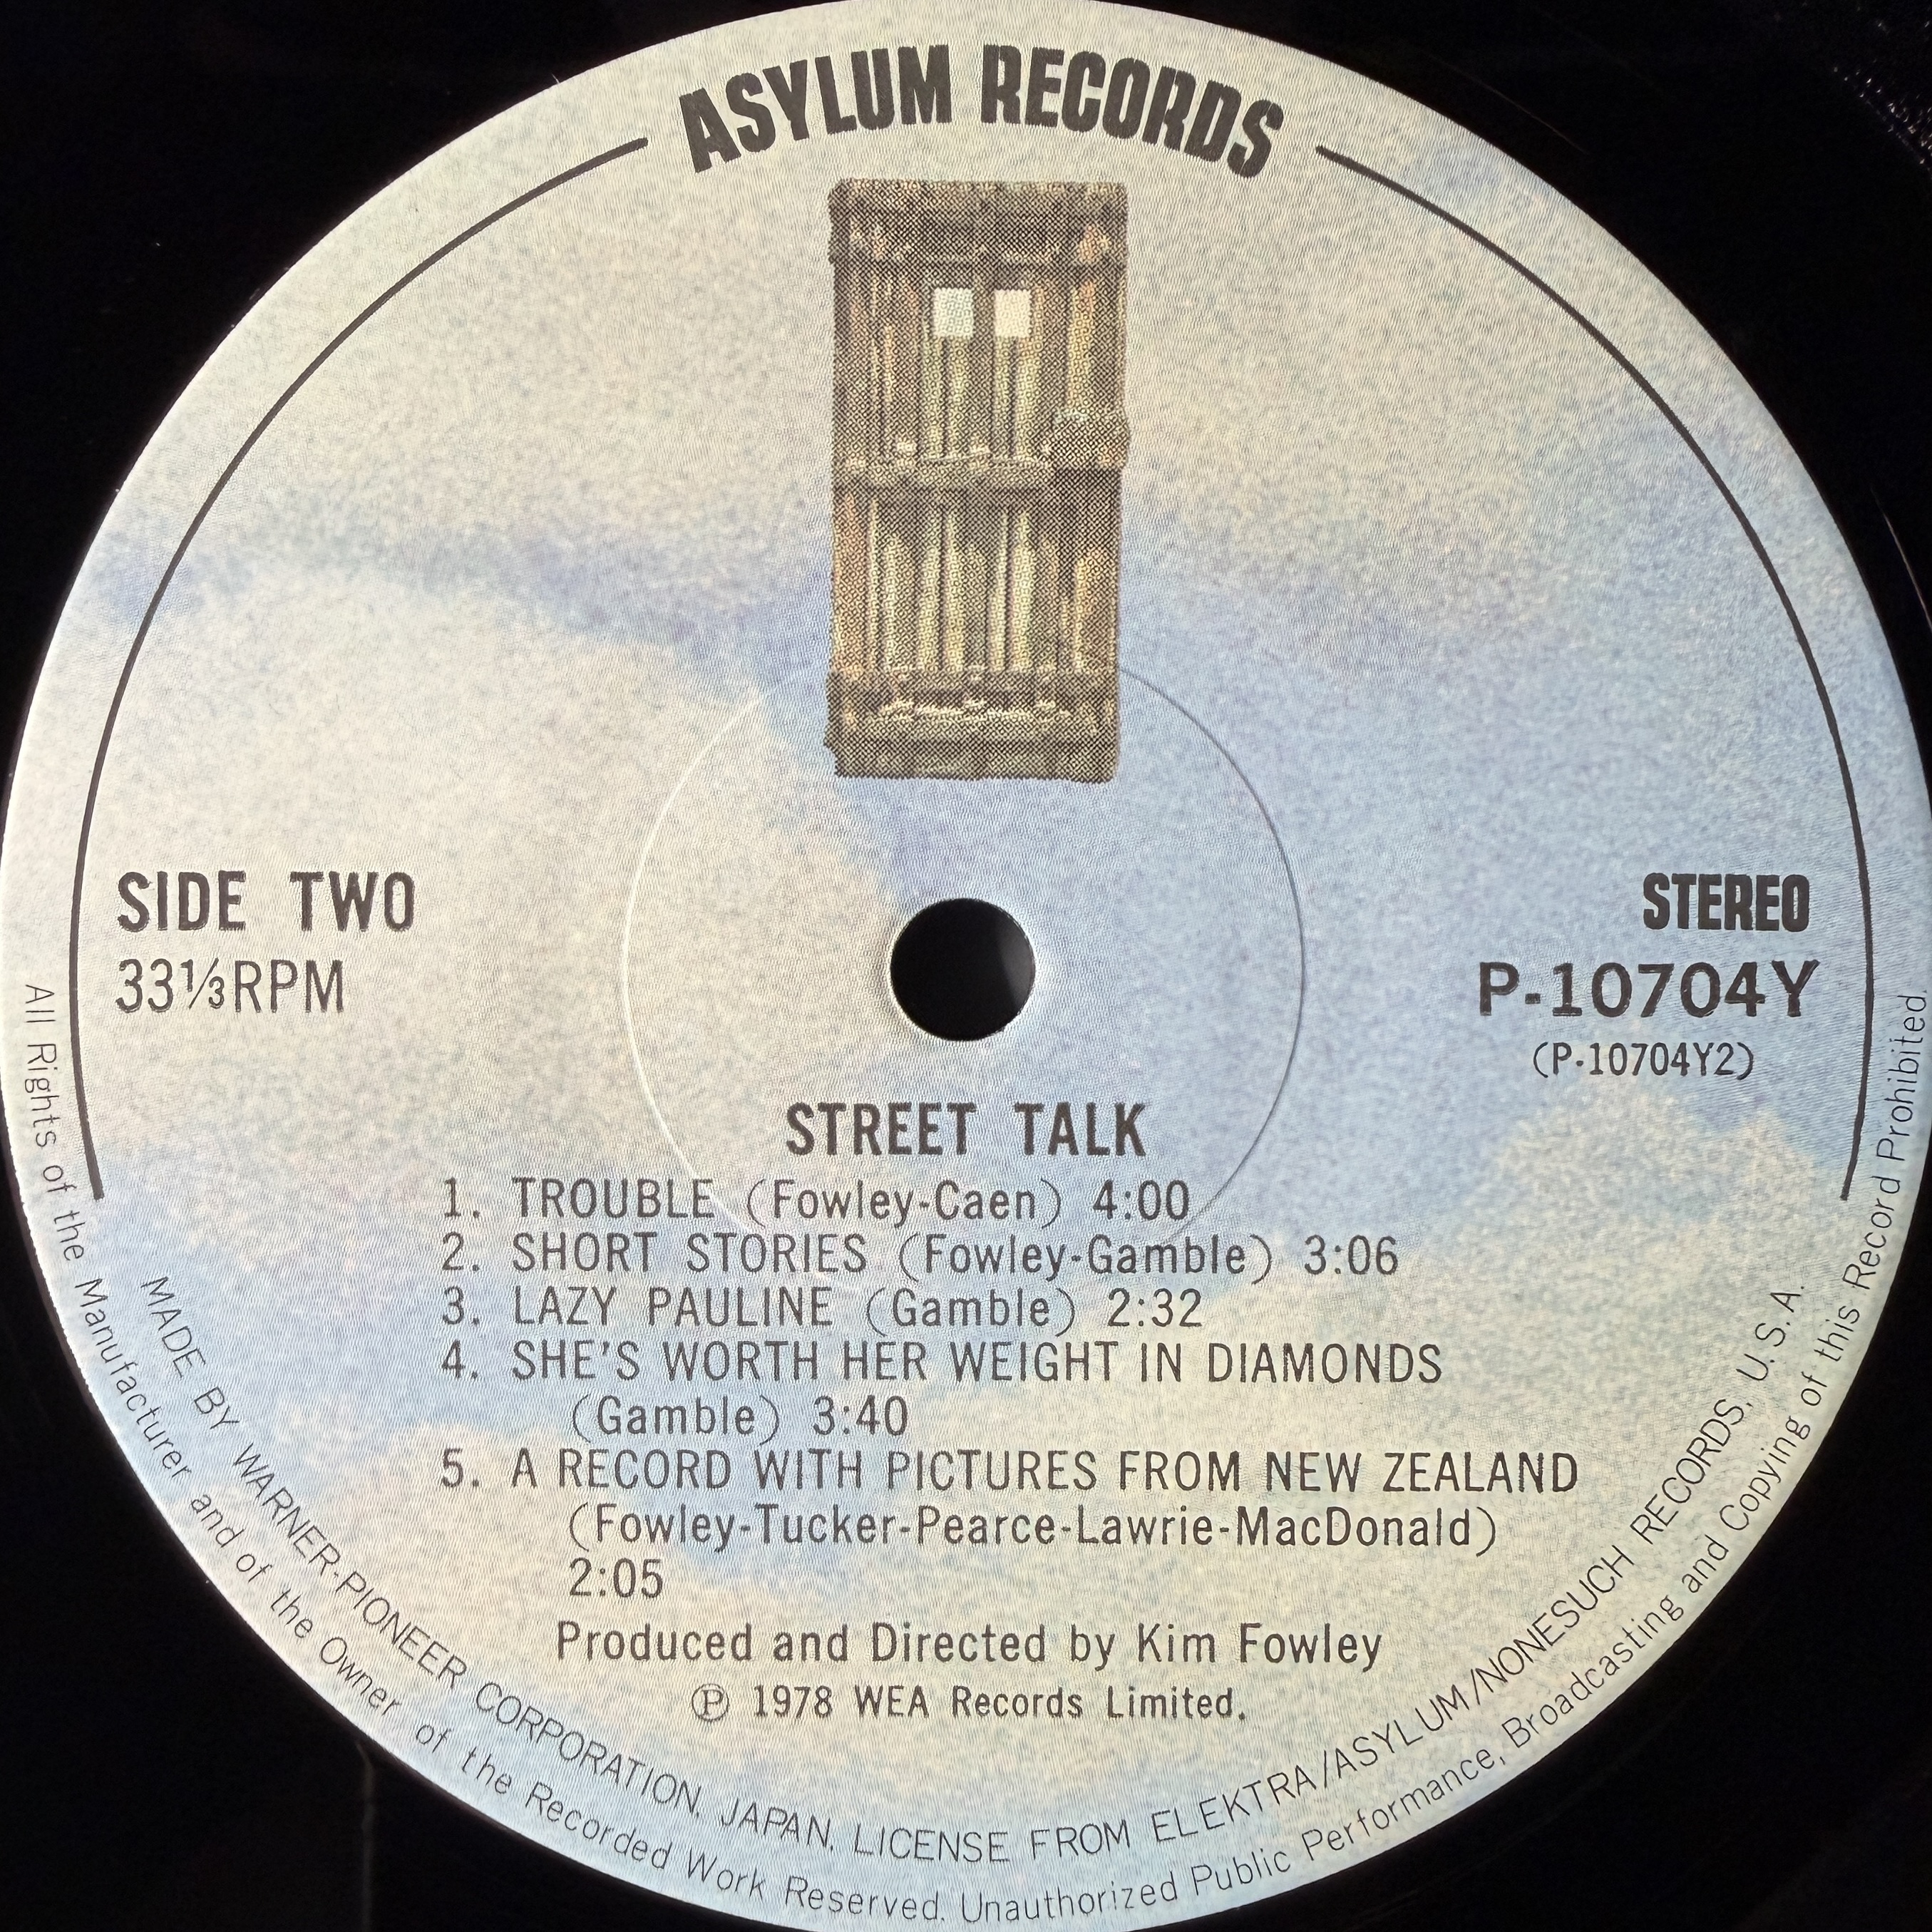 ASYLUM RECORDS
SIDE TWO
33⅓RPM
STEREO
P-10704Y
(P-10704Y2)
STREET TALK
1. TROUBLE (Fowley-Caen) 4:00
2. SHORT STORIES (Fowley-Gamble) 3:06
3. LAZY PAULINE (Gamble) 2:32
4. SHE'S WORTH HER WEIGHT IN DIAMONDS
(Gamble) 3:40
5. A RECORD WITH PICTURES FROM NEW ZEALAND
(Fowley-Tucker-Pearce-Lawrie-MacDonald)
2:05
Produced and Directed by Kim Fowley
℗ 1978 WEA Records Limited.
MADE BY WARNER-PIONEER CORPORATION, JAPAN, LICENSE FROM ELEKTRA/ASYLUM/NONESUCH RECORDS, U.S.A.
All Rights of the Manufacturer and of the Owner of the Recorded Work Reserved. Unauthorized Public Performance, Broadcasting and Copying of this Record Prohibited.